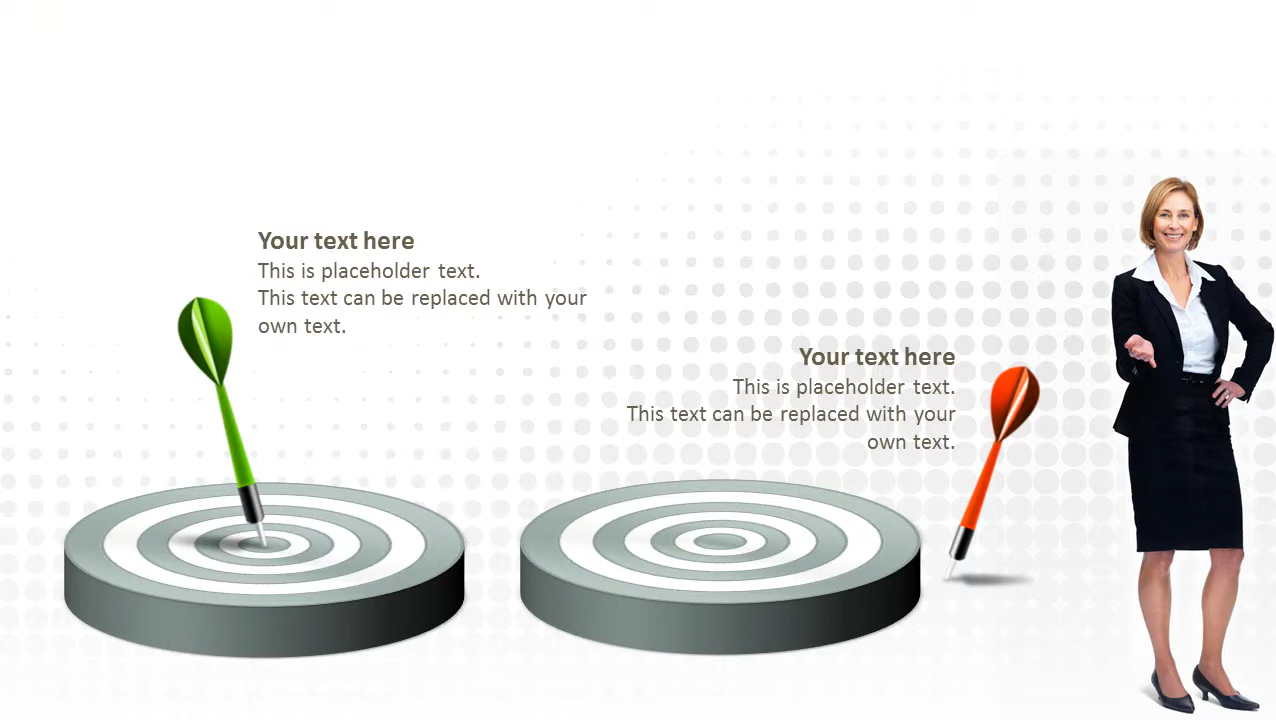 Your text here
This is placeholder text.
This text can be replaced with your
own text.
Your text here
This is placeholder text.
This text can be replaced with your
own text.